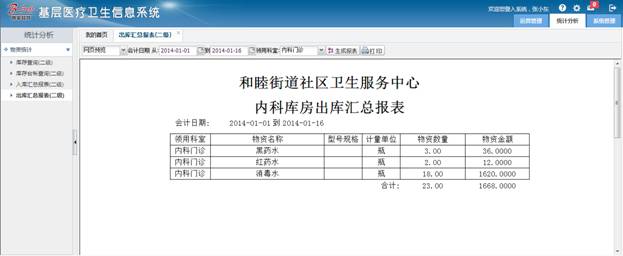 基层医疗卫生信息系统
欢迎您登入系统，张小东
运营管理 统计分析 系统管理
统计分析
我的首页 出库汇总报表(二级)
物资统计
库存查询(二级)
库存台帐查询(二级)
入库汇总报表(二级)
出库汇总报表(二级)
网页预览 会计日期 从: 2014-01-01 到 2014-01-16 领用科室: 内科门诊 生成报表 打印
和睦街道社区卫生服务中心
内科库房出库汇总报表
会计日期: 2014-01-01 到 2014-01-16
领用科室 物资名称 型号规格 计量单位 物资数量 物资金额
内科门诊 黑药水 瓶 3.00 36.0000
内科门诊 红药水 瓶 2.00 12.0000
内科门诊 消毒水 瓶 18.00 1620.0000
合计: 23.00 1668.0000